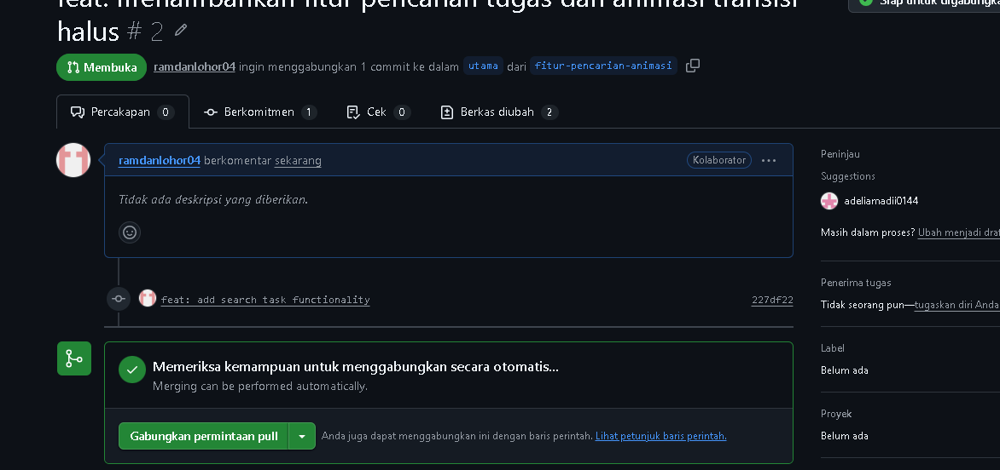 feat: menambahkan fitur pencarian tugas dan animasi transisi
Siap untuk digabungka
halus # 2
Membuka ramdanlohor04 ingin menggabungkan 1 commit ke dalam utama dari fitur-pencarian-animasi
Percakapan 0 Berkomitmen 1 Cek 0 Berkas diubah 2
ramdanlohor04 berkomentar sekarang Kolaborator
Tidak ada deskripsi yang diberikan.
feat: add search task functionality 227df22
Memeriksa kemampuan untuk menggabungkan secara otomatis...
Merging can be performed automatically.
Gabungkan permintaan pull Anda juga dapat menggabungkan ini dengan baris perintah. Lihat petunjuk baris perintah.
Peninjau
Suggestions
adeliamadii0144
Masih dalam proses? Ubah menjadi draf
Penerima tugas
Tidak seorang pun—tugaskan diri Anda
Label
Belum ada
Proyek
Belum ada